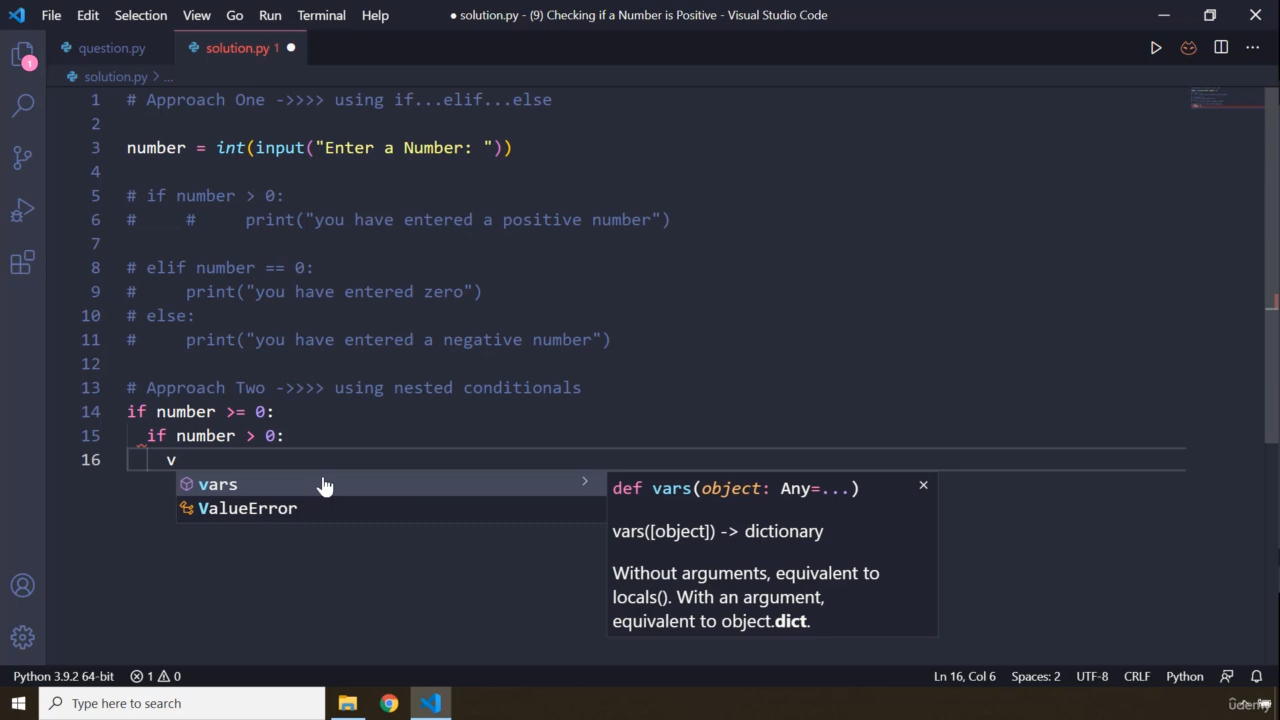 File Edit Selection View Go Run Terminal Help
● solution.py - (9) Checking if a Number is Positive - Visual Studio Code
question.py
solution.py 1 ●
solution.py > ...
1 # Approach One ->>>> using if...elif...else
2
3 number = int(input("Enter a Number: "))
4
5 # if number > 0:
6 #     #     print("you have entered a positive number")
7
8 # elif number == 0:
9 #     print("you have entered zero")
10 # else:
11 #     print("you have entered a negative number")
12
13 # Approach Two ->>>> using nested conditionals
14 if number >= 0:
15   if number > 0:
16     v
vars
ValueError
def vars(object: Any=...)
vars([object]) -> dictionary
Without arguments, equivalent to
locals(). With an argument,
equivalent to object.dict.
1
Python 3.9.2 64-bit 1 0
Ln 16, Col 6 Spaces: 2 UTF-8 CRLF Python
Type here to search
ûdemy